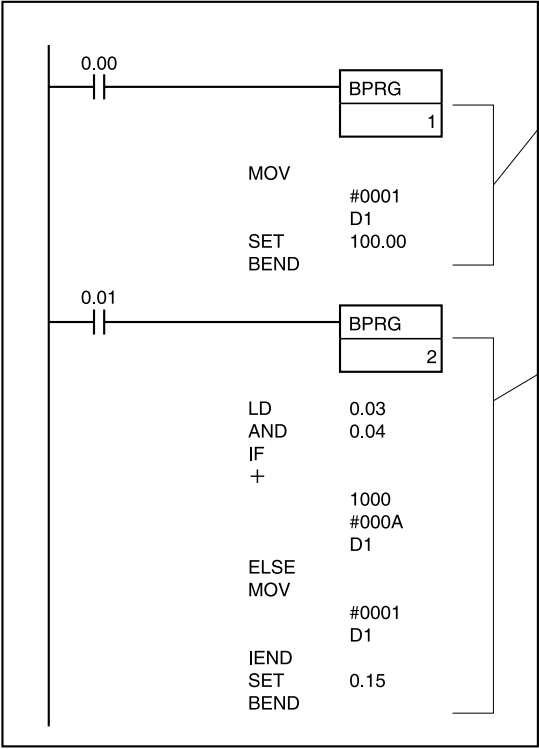 0.00
BPRG
1
MOV
#0001
D1
SET 100.00
BEND
0.01
BPRG
2
LD 0.03
AND 0.04
IF
+
1000
#000A
D1
ELSE
MOV
#0001
D1
IEND
SET 0.15
BEND